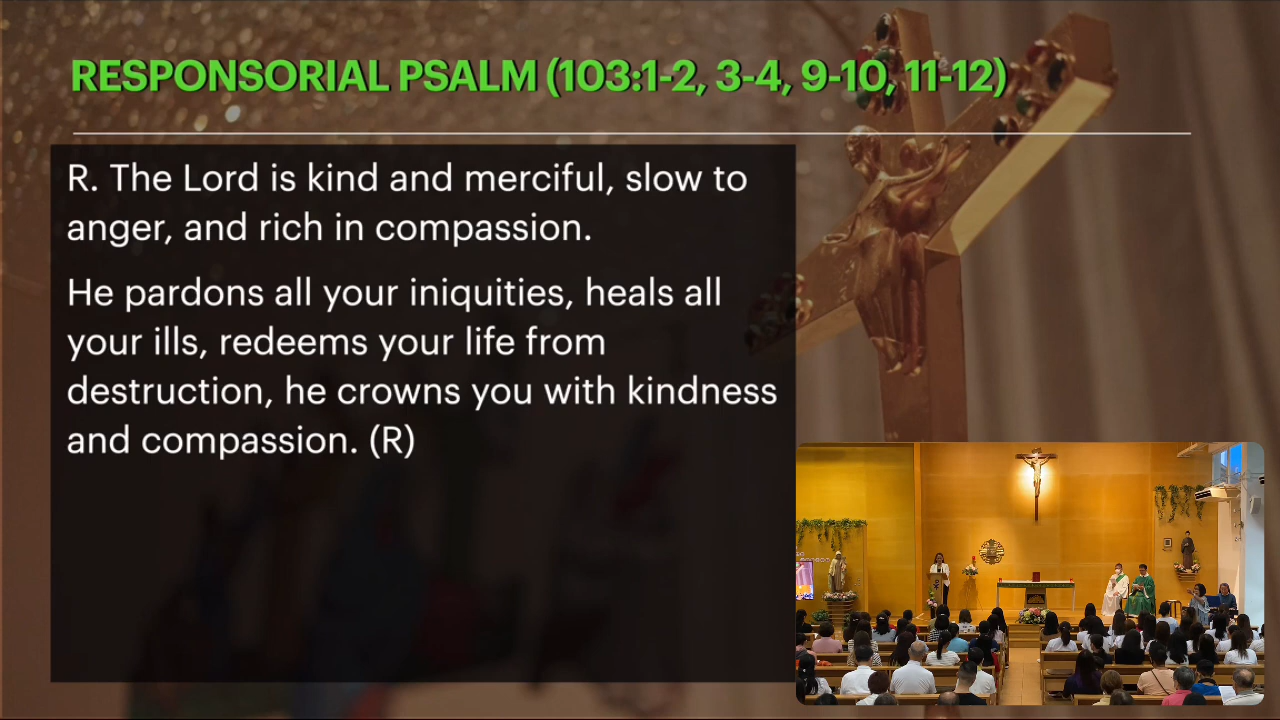 RESPONSORIAL PSALM (103:1-2, 3-4, 9-10, 11-12)
R. The Lord is kind and merciful, slow to
anger, and rich in compassion.
He pardons all your iniquities, heals all
your ills, redeems your life from
destruction, he crowns you with kindness
and compassion. (R)